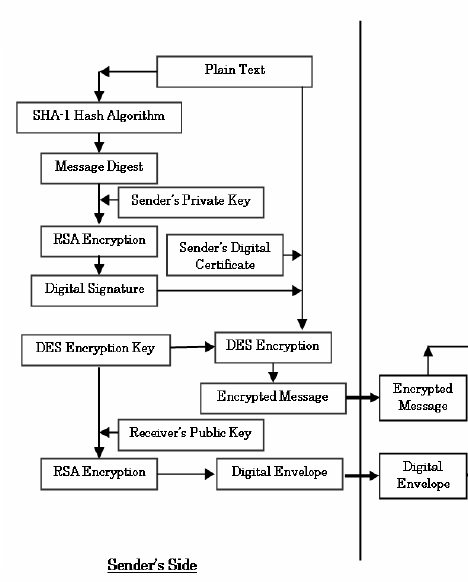 Plain Text
SHA-1 Hash Algorithm
Message Digest
Sender's Private Key
RSA Encryption
Sender's Digital
Certificate
Digital Signature
DES Encryption Key
DES Encryption
Encrypted Message
Encrypted
Message
Receiver's Public Key
RSA Encryption
Digital Envelope
Digital
Envelope
Sender's Side